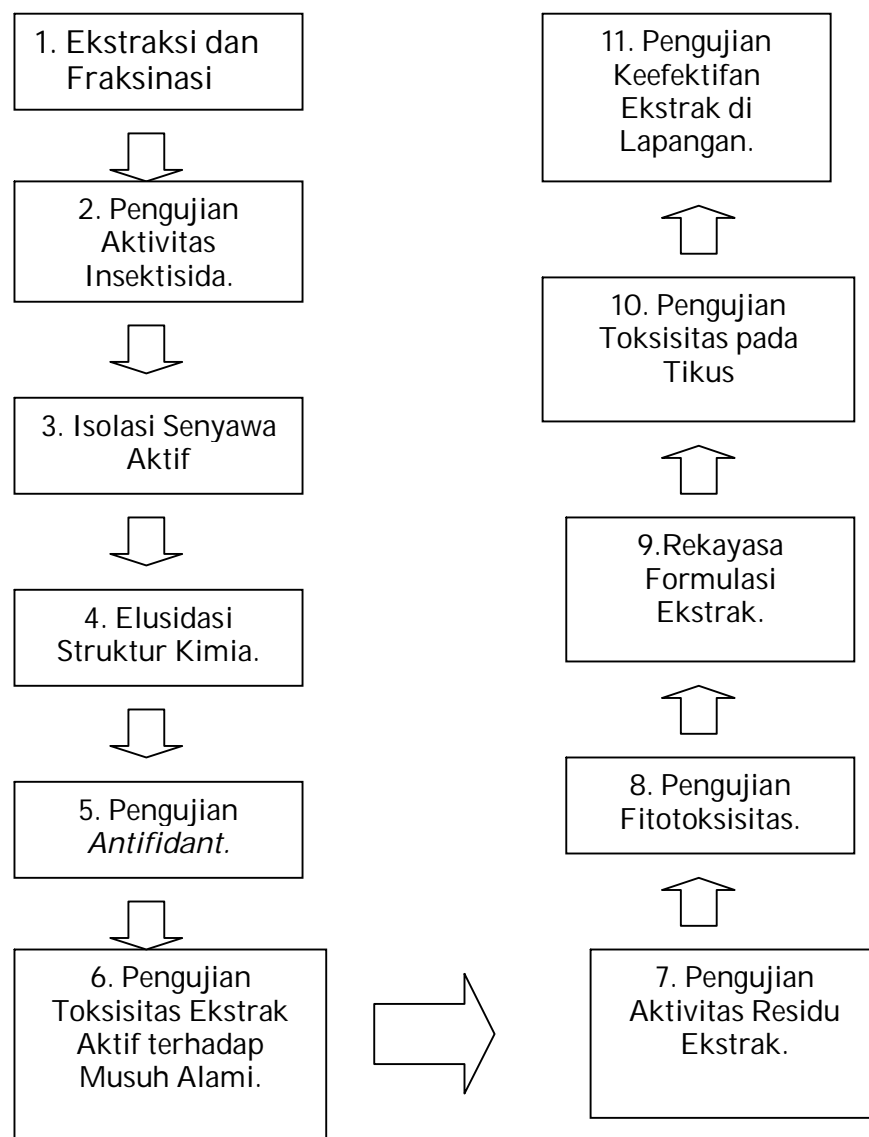 1. Ekstraksi dan
Fraksinasi
2. Pengujian
Aktivitas
Insektisida.
3. Isolasi Senyawa
Aktif
4. Elusidasi
Struktur Kimia.
5. Pengujian
Antifidant.
6. Pengujian
Toksisitas Ekstrak
Aktif terhadap
Musuh Alami.
7. Pengujian
Aktivitas Residu
Ekstrak.
8. Pengujian
Fitotoksisitas.
9.Rekayasa
Formulasi
Ekstrak.
10. Pengujian
Toksisitas pada
Tikus
11. Pengujian
Keefektifan
Ekstrak di
Lapangan.